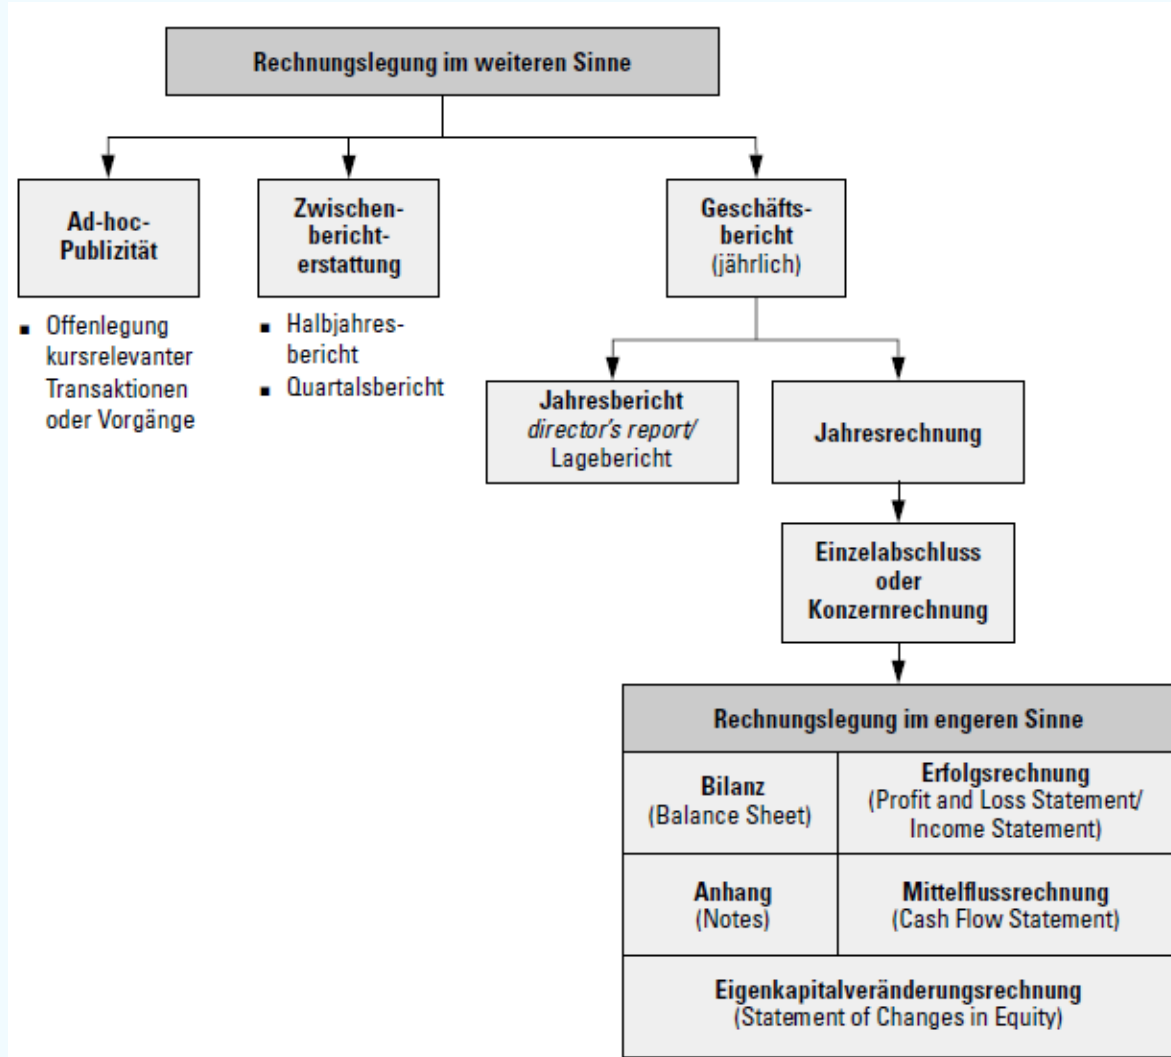 Rechnungslegung im weiteren Sinne
Ad-hoc-
Publizität
▪ Offenlegung
kursrelevanter
Transaktionen
oder Vorgänge
Zwischen-
bericht-
erstattung
▪ Halbjahres-
bericht
▪ Quartalsbericht
Geschäfts-
bericht
(jährlich)
Jahresbericht
director's report/
Lagebericht
Jahresrechnung
Einzelabschluss
oder
Konzernrechnung
Rechnungslegung im engeren Sinne
Bilanz
(Balance Sheet)
Erfolgsrechnung
(Profit and Loss Statement/
Income Statement)
Anhang
(Notes)
Mittelflussrechnung
(Cash Flow Statement)
Eigenkapitalveränderungsrechnung
(Statement of Changes in Equity)